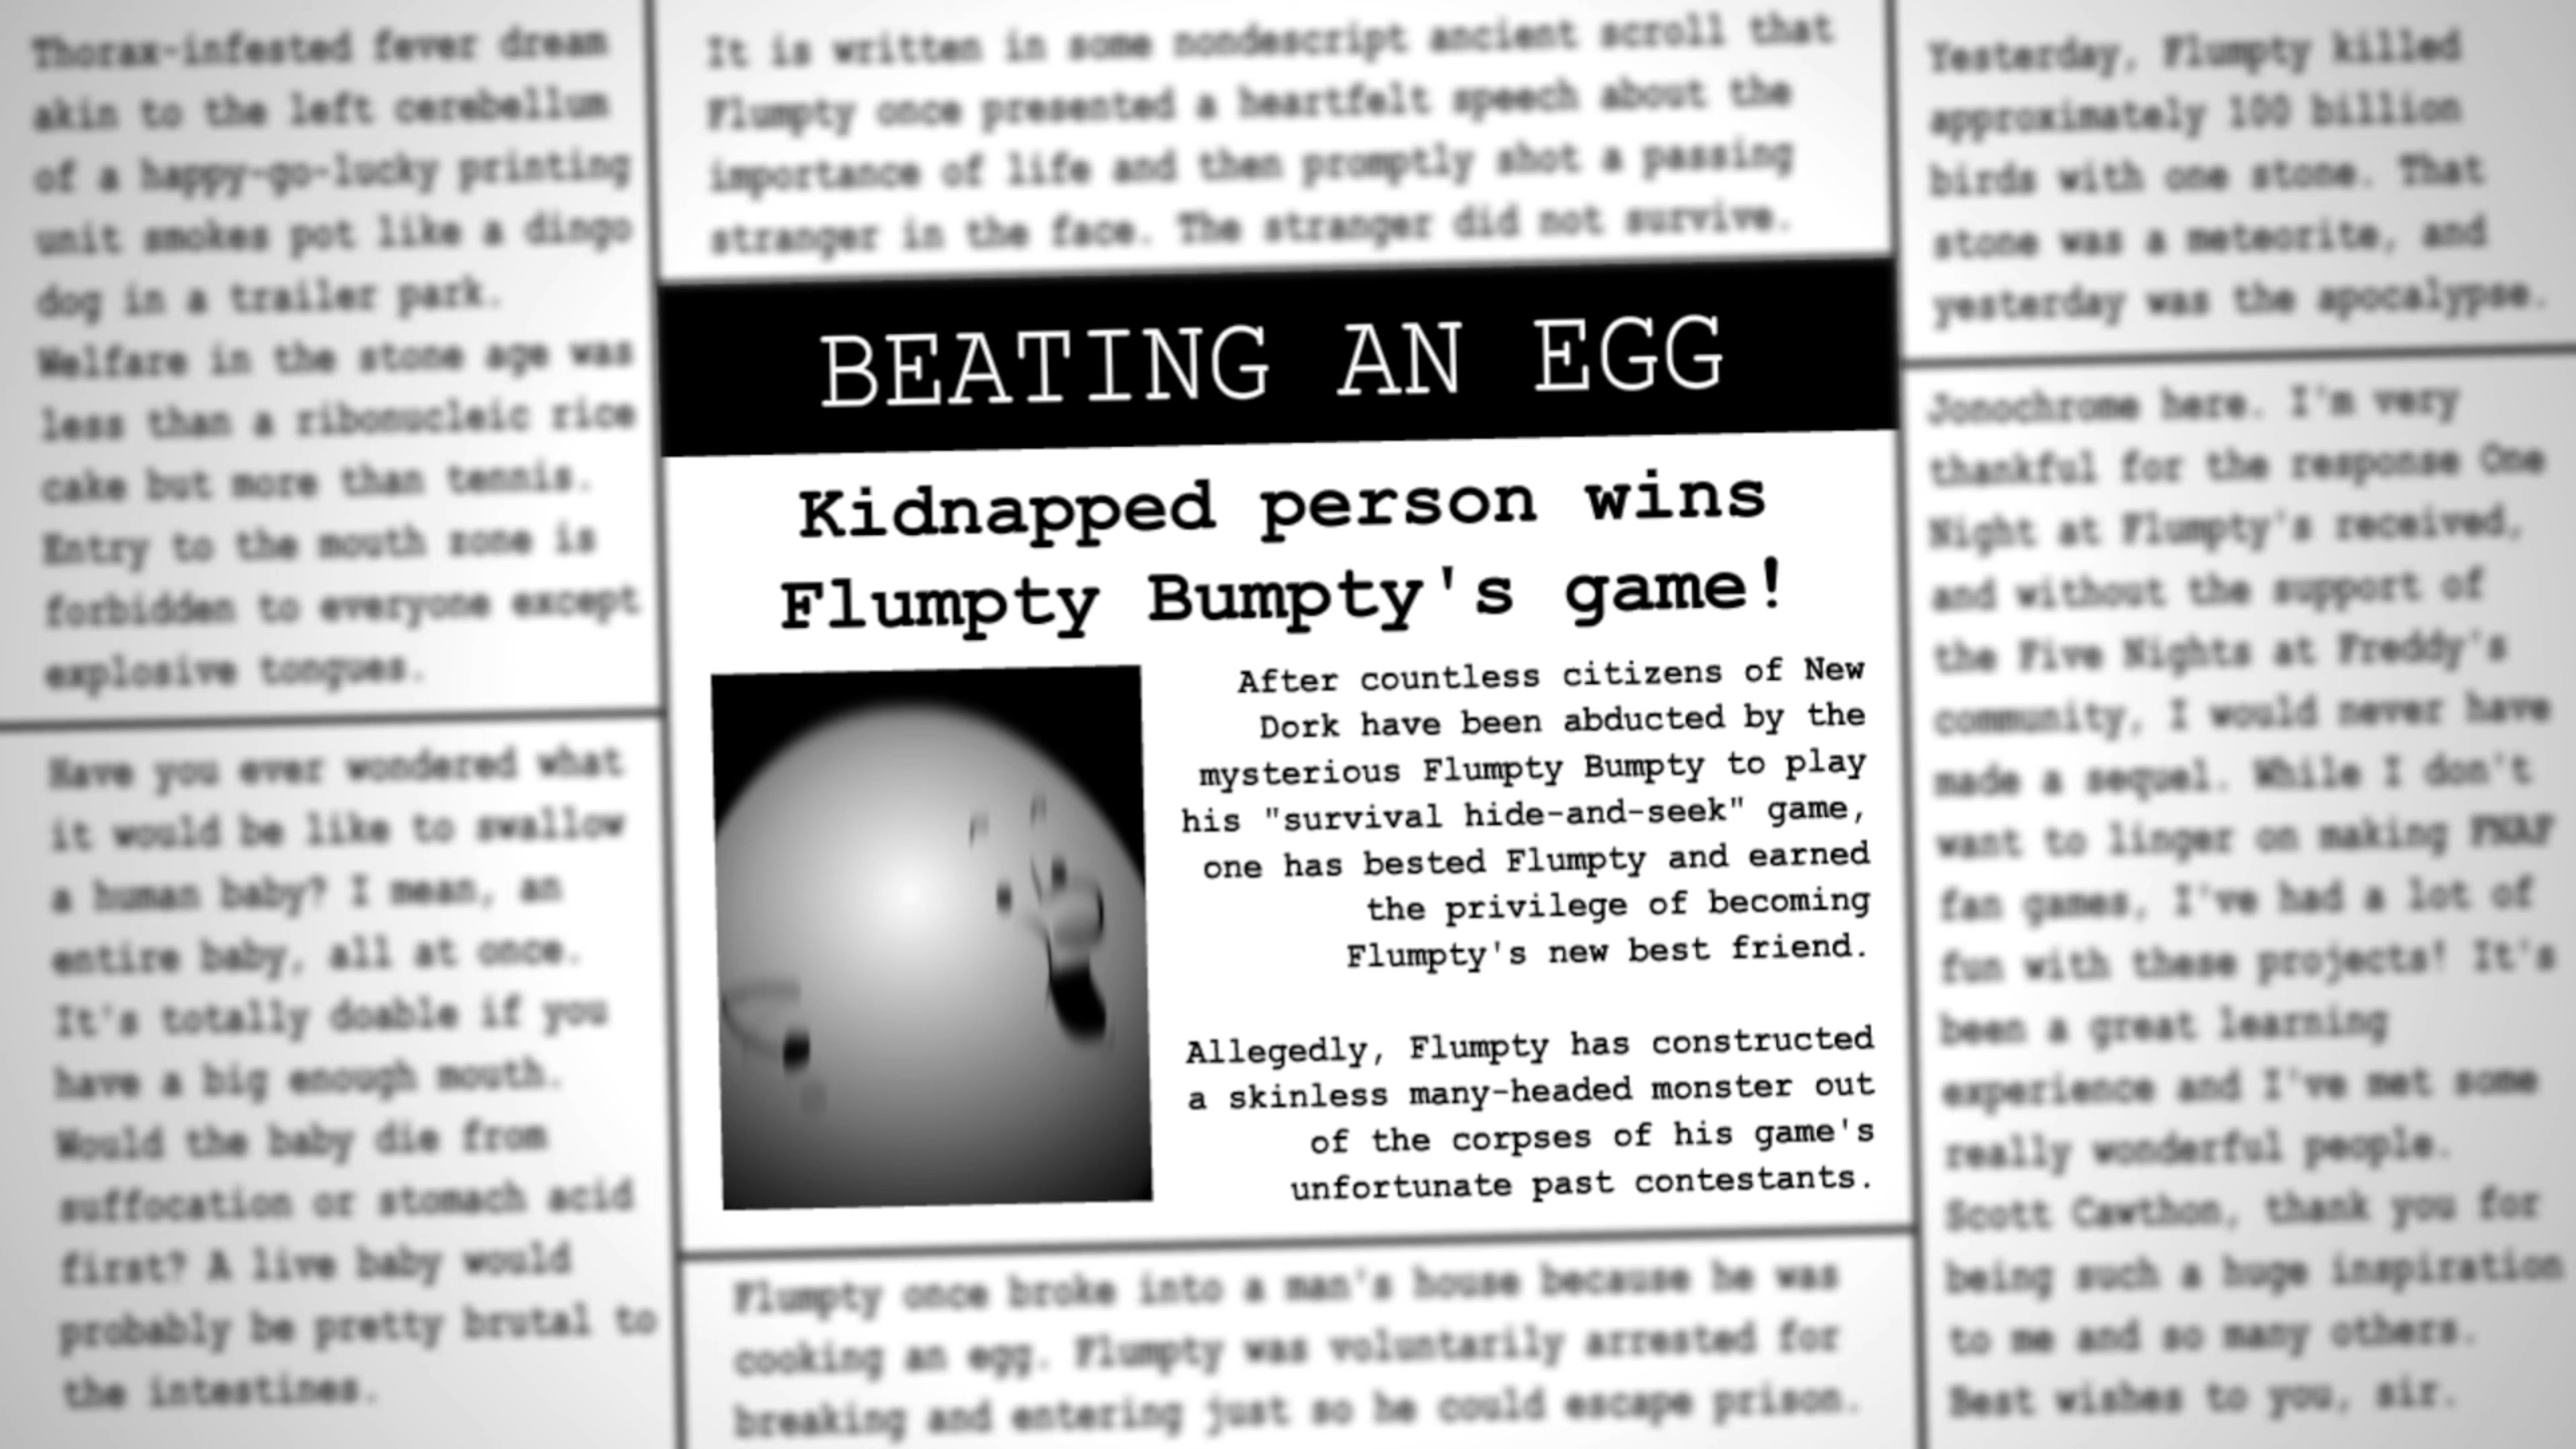 Thorax-infested fever dream
akin to the left cerebellum
of a happy-go-lucky printing
unit smokes pot like a dingo
dog in a trailer park.
Welfare in the stone age was
less than a ribonucleic rice
cake but more than tennis.
Entry to the mouth zone is
forbidden to everyone except
explosive tongues.
Have you ever wondered what
it would be like to swallow
a human baby? I mean, an
entire baby, all at once.
It's totally doable if you
have a big enough mouth.
Would the baby die from
suffocation or stomach acid
first? A live baby would
probably be pretty brutal to
the intestines.
It is written in some nondescript ancient scroll that
Flumpty once presented a heartfelt speech about the
importance of life and then promptly shot a passing
stranger in the face. The stranger did not survive.
BEATING AN EGG
Kidnapped person wins
Flumpty Bumpty's game!
After countless citizens of New
Dork have been abducted by the
mysterious Flumpty Bumpty to play
his "survival hide-and-seek" game,
one has bested Flumpty and earned
the privilege of becoming
Flumpty's new best friend.
Allegedly, Flumpty has constructed
a skinless many-headed monster out
of the corpses of his game's
unfortunate past contestants.
Flumpty once broke into a man's house because he was
cooking an egg. Flumpty was voluntarily arrested for
breaking and entering just so he could escape prison.
Yesterday, Flumpty killed
approximately 100 billion
birds with one stone. That
stone was a meteorite, and
yesterday was the apocalypse.
Jonochrome here. I'm very
thankful for the response One
Night at Flumpty's received,
and without the support of
the Five Nights at Freddy's
community, I would never have
made a sequel. While I don't
want to linger on making FNAF
fan games, I've had a lot of
fun with these projects! It's
been a great learning
experience and I've met some
really wonderful people.
Scott Cawthon, thank you for
being such a huge inspiration
to me and so many others.
Best wishes to you, sir.